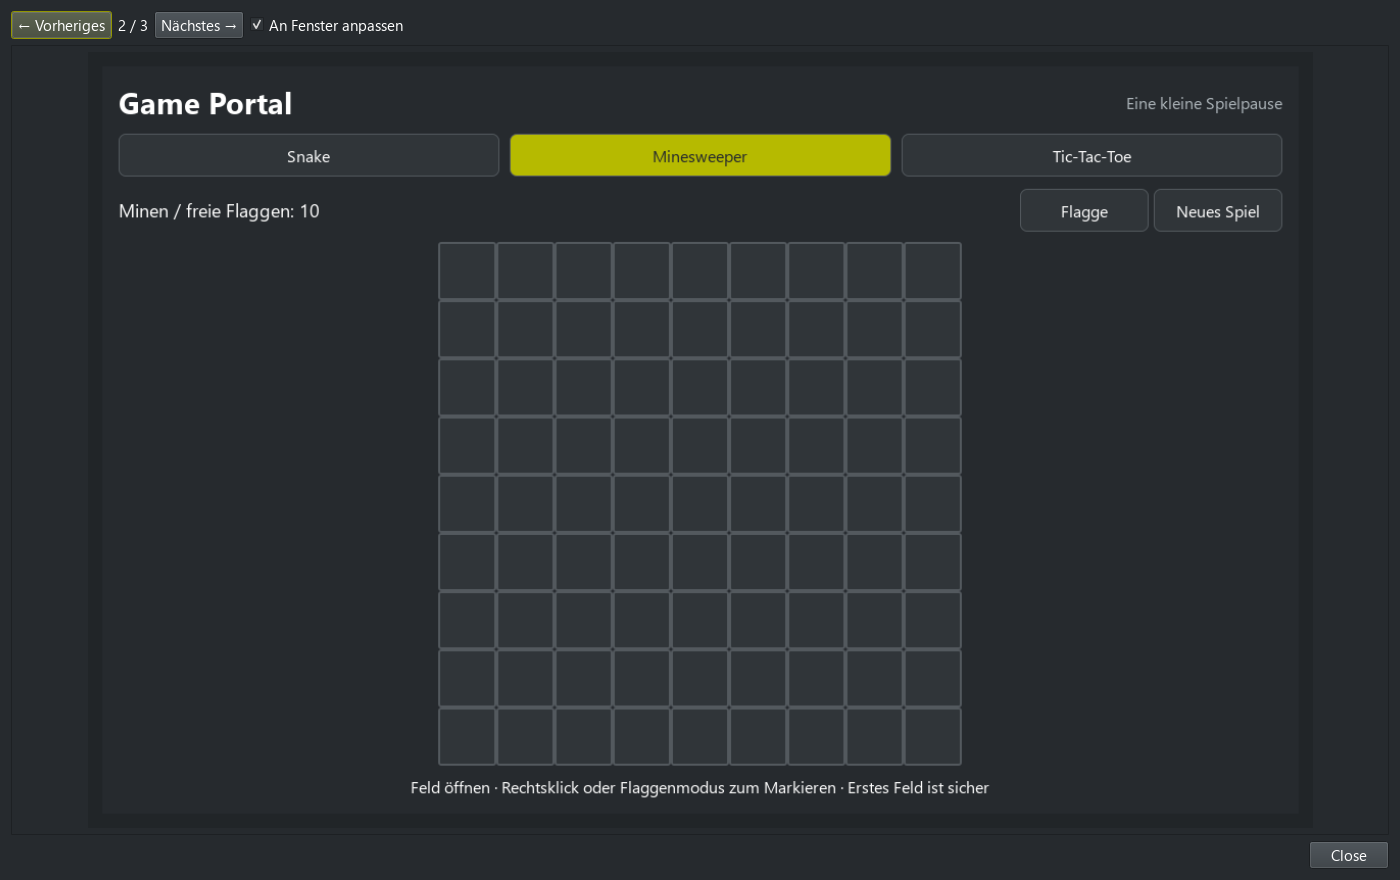 ← Vorheriges 2 / 3 Nächstes → ✓ An Fenster anpassen
Game Portal
Eine kleine Spielpause
Snake Minesweeper Tic-Tac-Toe
Minen / freie Flaggen: 10 Flagge Neues Spiel
Feld öffnen · Rechtsklick oder Flaggenmodus zum Markieren · Erstes Feld ist sicher
Close